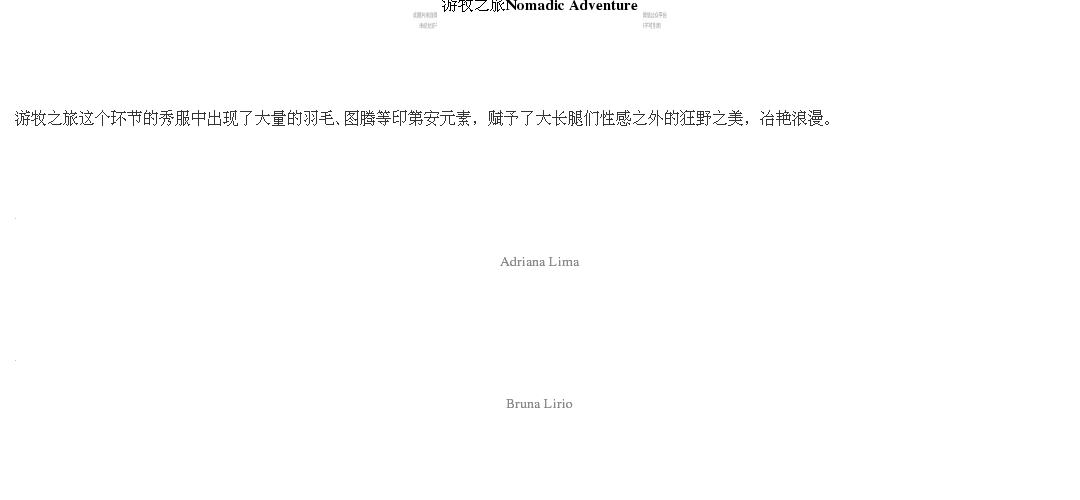 游牧之旅Nomadic Adventure
游牧之旅这个环节的秀服中出现了大量的羽毛、图腾等印第安元素，赋予了大长腿们性感之外的狂野之美，冶艳浪漫。
Adriana Lima
Bruna Lirio